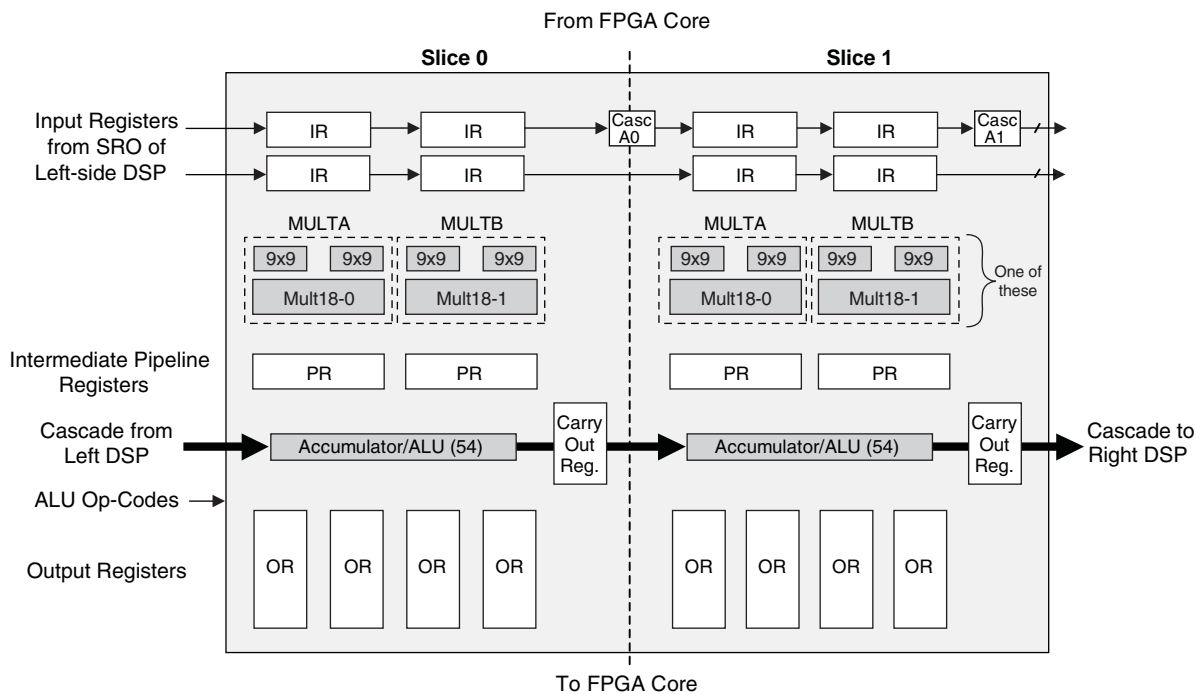 From FPGA Core
Slice 0
Slice 1
Input Registers
from SRO of
Left-side DSP
IR
IR
Casc
A0
IR
IR
Casc
A1
IR
IR
IR
IR
MULTA
MULTB
MULTA
MULTB
9x9
9x9
9x9
9x9
9x9
9x9
9x9
9x9
One of
these
Mult18-0
Mult18-1
Mult18-0
Mult18-1
Intermediate Pipeline
Registers
PR
PR
PR
PR
Cascade from
Left DSP
Accumulator/ALU (54)
Carry
Out
Reg.
Accumulator/ALU (54)
Carry
Out
Reg.
Cascade to
Right DSP
ALU Op-Codes
Output Registers
OR
OR
OR
OR
OR
OR
OR
OR
To FPGA Core